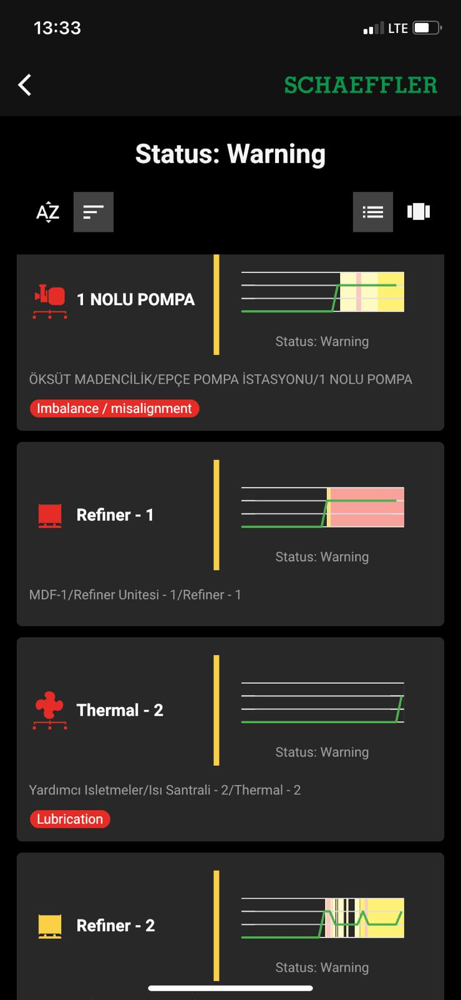 13:33
LTE
SCHAEFFLER
Status: Warning
AZ
1 NOLU POMPA
Status: Warning
ÖKSÜT MADENCİLİK/EPÇE POMPA İSTASYONU/1 NOLU POMPA
Imbalance / misalignment
Refiner - 1
Status: Warning
MDF-1/Refiner Unitesi - 1/Refiner - 1
Thermal - 2
Status: Warning
Yardımcı Isletmeler/Isı Santrali - 2/Thermal - 2
Lubrication
Refiner - 2
Status: Warning